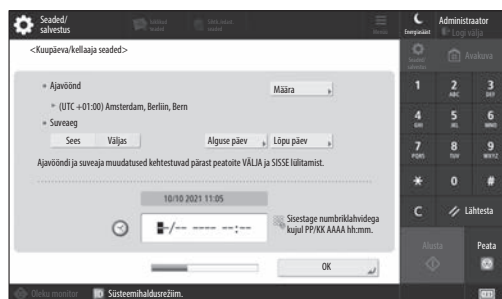 Seaded/
salvestus
Administraator
Energiasääst
Logi välja
<Kuupäeva/kellaaja seaded>
Avakuva
Ajavöönd
Määra
(UTC +01:00) Amsterdam, Berliin, Bern
Suveaeg
Sees
Väljas
Alguse päev
Lõpu päev
Ajavööndi ja suveaja muudatused kehtestuvad pärast peatoite VÄLJA ja SISSE lülitamist.
10/10 2021 11:05
-/-- ---- --:--
Sisestage numbriklahvidega
kujul PP/KK AAAA hh:mm.
OK
1
2
ABC
3
DEF
4
GHI
5
JKL
6
MNO
7
PQRS
8
TUV
9
WXYZ
*
0
#
C
Lähtesta
Alusta
Peata
Oleku monitor
Süsteemihaldusrežiim.